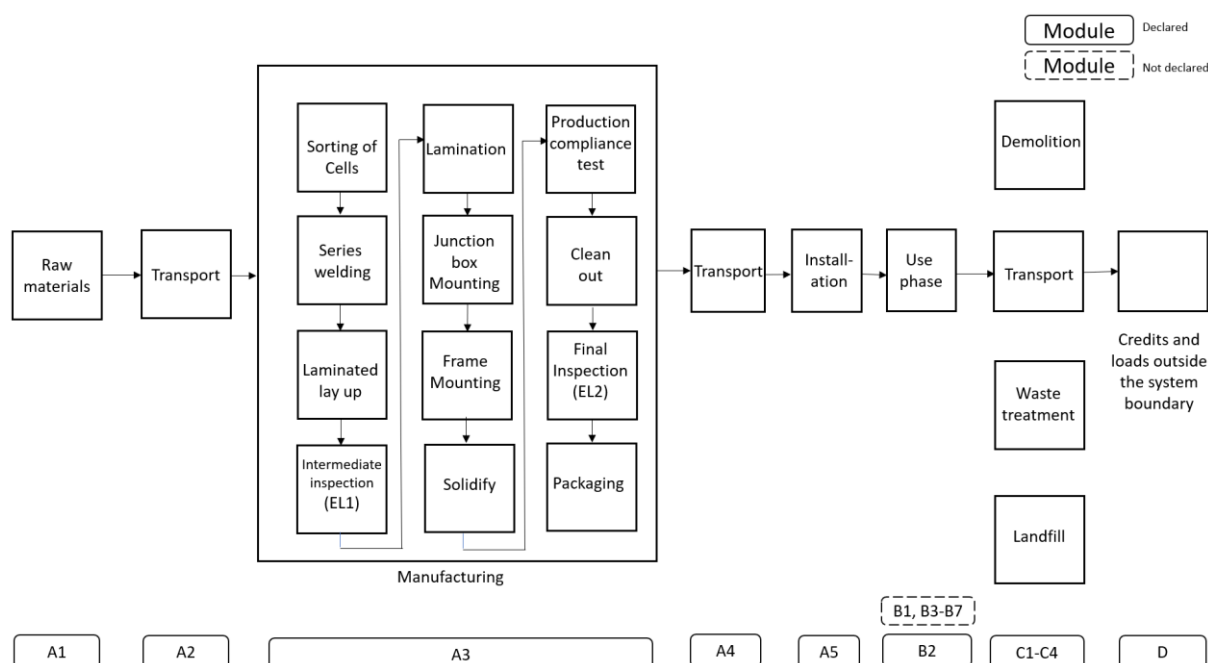 Module
Declared
Module
Not declared
Raw
materials
Transport
Sorting of
Cells
Series
welding
Laminated
lay up
Intermediate
inspection
(EL1)
Lamination
Junction
box
Mounting
Frame
Mounting
Solidify
Production
compliance
test
Clean
out
Final
Inspection
(EL2)
Packaging
Manufacturing
Transport
Install-
ation
Use
phase
Demolition
Transport
Waste
treatment
Landfill
Credits and
loads outside
the system
boundary
B1, B3-B7
A1
A2
A3
A4
A5
B2
C1-C4
D